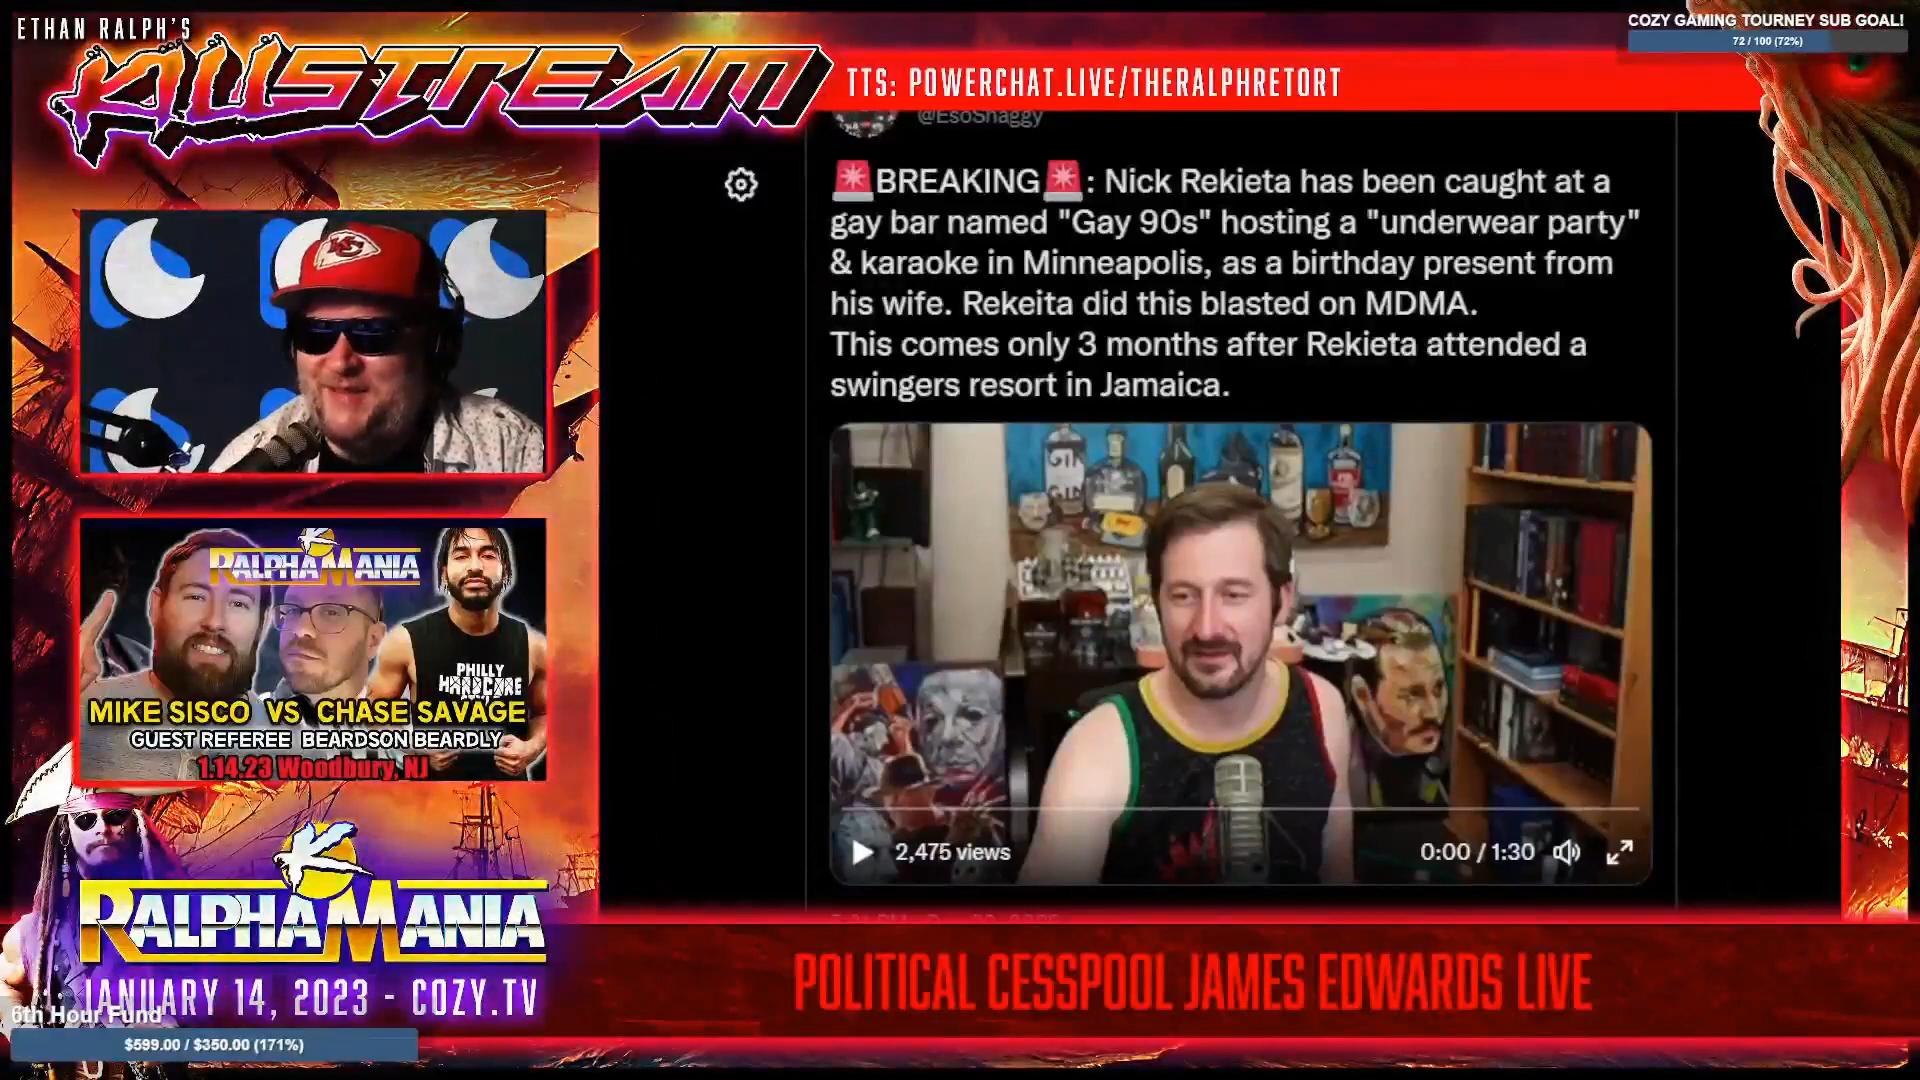 ETHAN RALPH'S
KILLSTREAM
COZY GAMING TOURNEY SUB GOAL!
72 / 100 (72%)
TTS: POWERCHAT.LIVE/THERALPHRETORT
@EsoShaggy
🚨BREAKING🚨: Nick Rekieta has been caught at a
gay bar named "Gay 90s" hosting a "underwear party"
& karaoke in Minneapolis, as a birthday present from
his wife. Rekeita did this blasted on MDMA.
This comes only 3 months after Rekieta attended a
swingers resort in Jamaica.
KC
GIN
GIN
2,475 views
0:00 / 1:30
RALPHAMANIA
PHILLY
HARDCORE
MIKE SISCO VS CHASE SAVAGE
GUEST REFEREE BEARDSON BEARDLY
1.14.23 Woodbury, NJ
RALPHAMANIA
JANUARY 14, 2023 - COZY.TV
6th Hour Fund
$599.00 / $350.00 (171%)
POLITICAL CESSPOOL JAMES EDWARDS LIVE